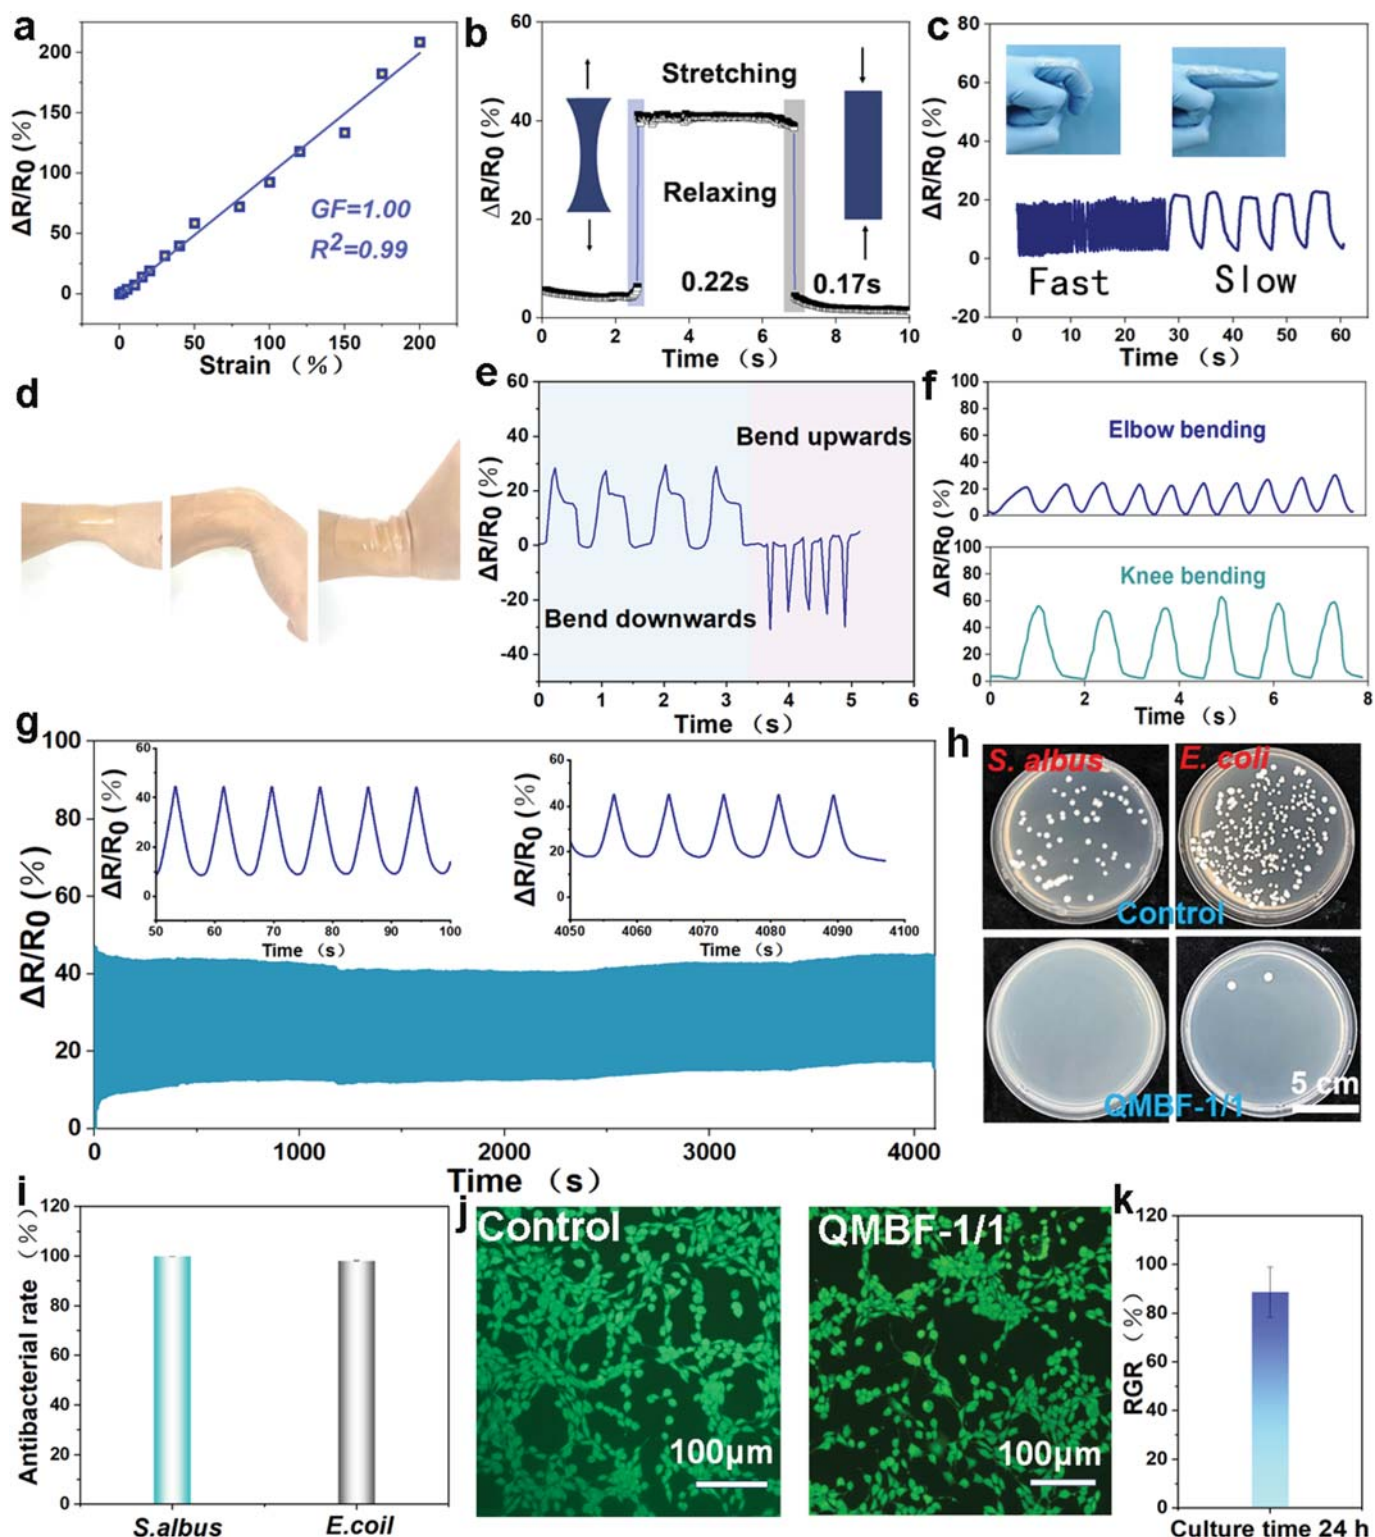 a
ΔR/R0 (%)
200
150
100
50
0
GF=1.00
R²=0.99
0 50 100 150 200
Strain （%）
b
ΔR/R0 (%)
60
40
20
0
Stretching
Relaxing
0.22s
0.17s
0 2 4 6 8 10
Time （s）
c
ΔR/R0 (%)
80
60
40
20
0
-20
Fast Slow
0 10 20 30 40 50 60
Time （s）
d
e
ΔR/R0 (%)
60
40
20
0
-20
-40
Bend upwards
Bend downwards
0 1 2 3 4 5 6
Time （s）
f
ΔR/R0 (%)
100
80
60
40
20
0
Elbow bending
100
80
60
40
20
0
Knee bending
0 2 4 6 8
Time （s）
g
ΔR/R0 (%)
100
80
60
40
20
0
ΔR/R0 (%)
60
40
20
0
50 60 70 80 90 100
Time （s）
ΔR/R0 (%)
60
40
20
0
4050 4060 4070 4080 4090 4100
Time （s）
0 1000 2000 3000 4000
Time （s）
h
S. albus E. coli
Control
QMBF-1/1
5 cm
i
Antibacterial rate （%）
120
100
80
60
40
20
0
S.albus E.coil
j
Control
100μm
QMBF-1/1
100μm
k
RGR （%）
120
100
80
60
40
20
0
Culture time 24 h